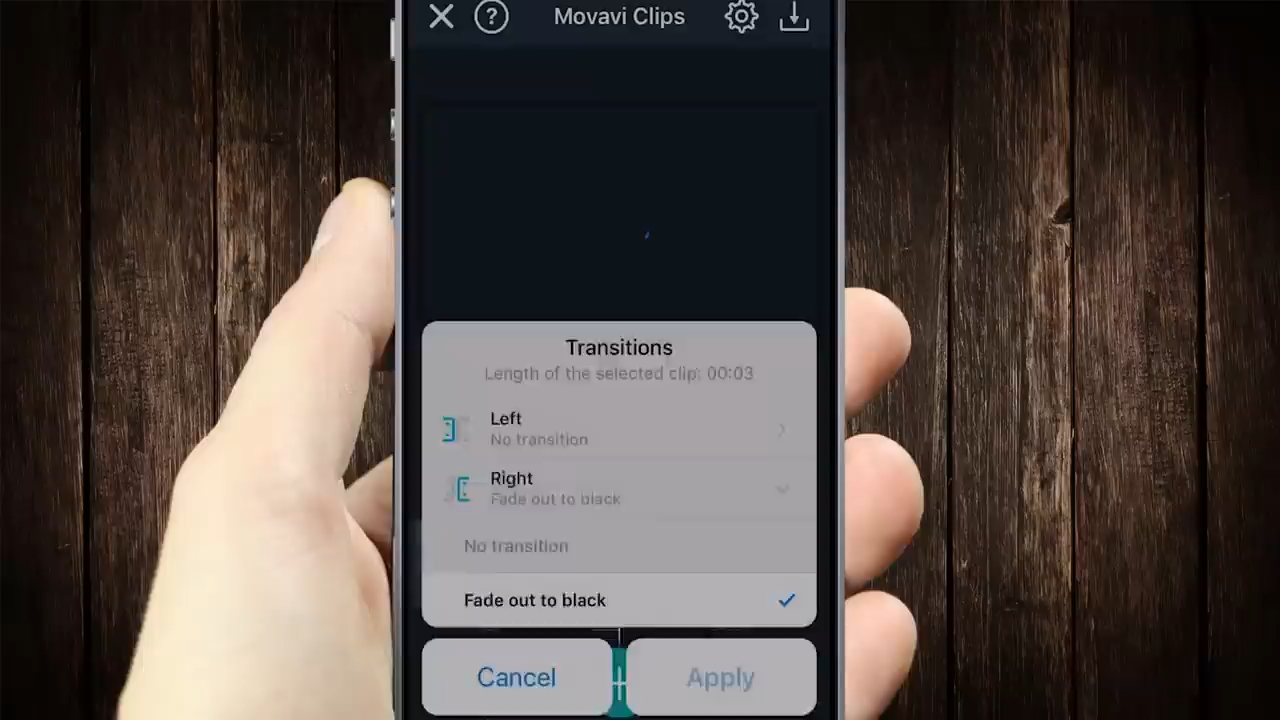 Movavi Clips
Transitions
Length of the selected clip: 00:03
Left
No transition
Right
Fade out to black
No transition
Fade out to black
Cancel
Apply